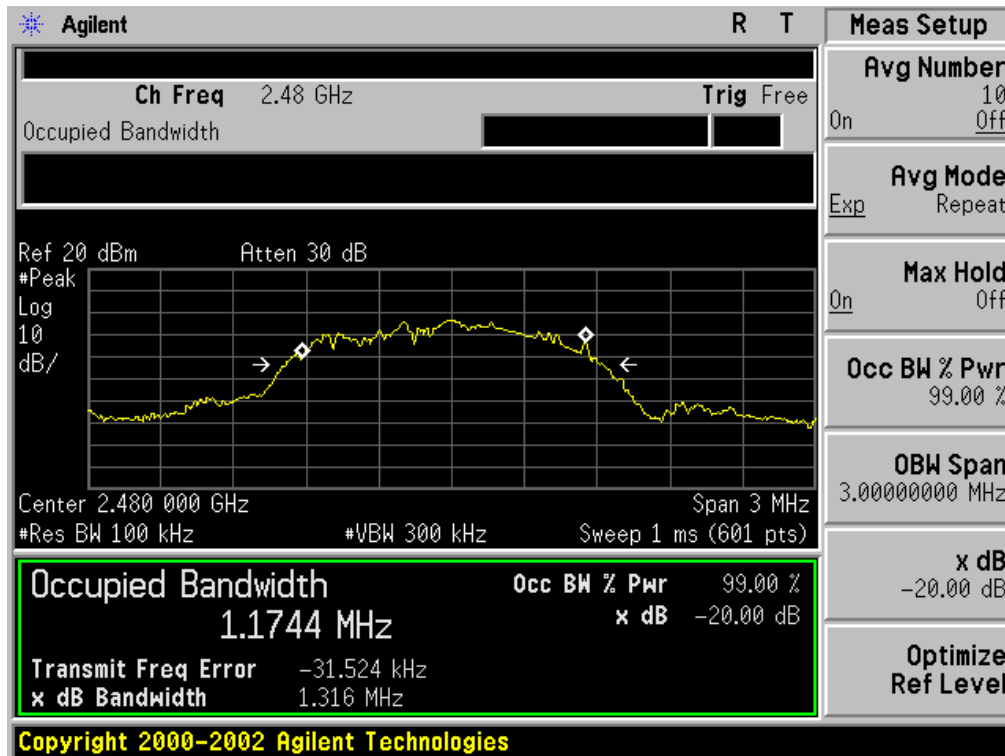 Agilent R T
Ch Freq 2.48 GHz Trig Free
Occupied Bandwidth
Ref 20 dBm Atten 30 dB
#Peak
Log
10
dB/
Center 2.480 000 GHz Span 3 MHz
#Res BW 100 kHz #VBW 300 kHz Sweep 1 ms (601 pts)
Occupied Bandwidth Occ BW % Pwr 99.00 %
1.1744 MHz x dB -20.00 dB
Transmit Freq Error -31.524 kHz
x dB Bandwidth 1.316 MHz
Copyright 2000-2002 Agilent Technologies
Meas Setup
Avg Number
10
On Off
Avg Mode
Exp Repeat
Max Hold
On Off
Occ BW % Pwr
99.00 %
OBW Span
3.00000000 MHz
x dB
-20.00 dB
Optimize
Ref Level